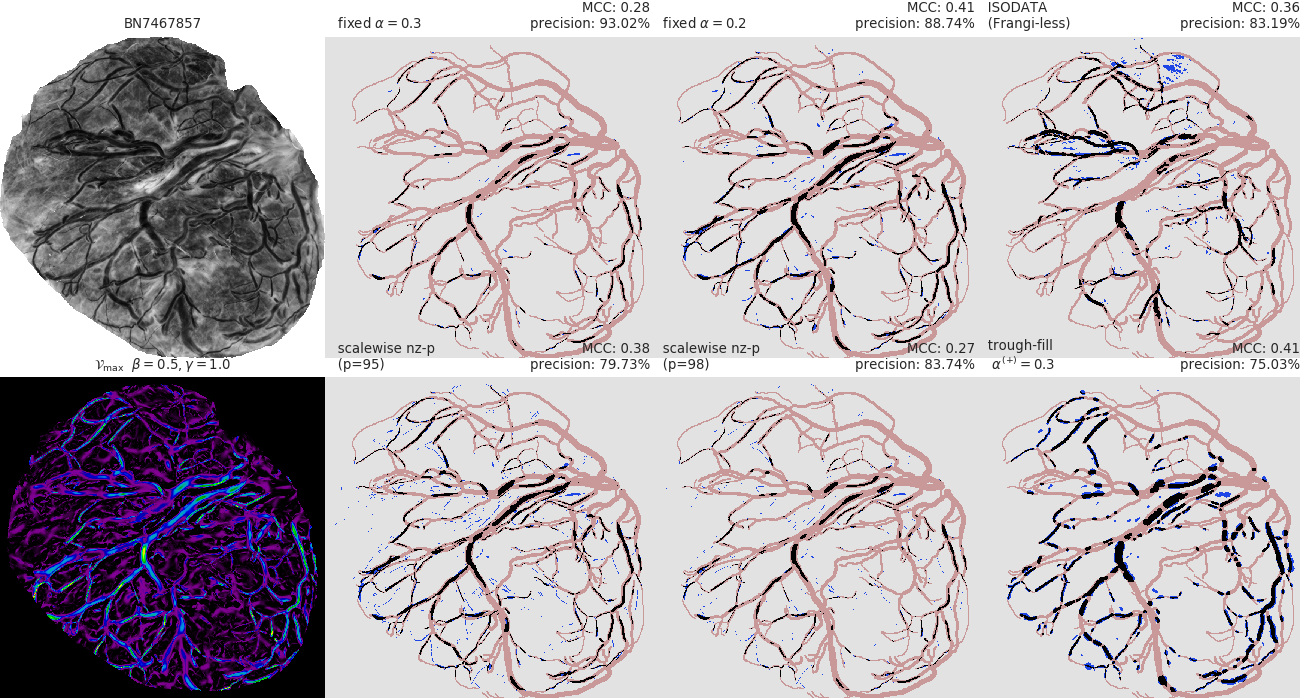 BN7467857
fixed α = 0.3
MCC: 0.28
precision: 93.02%
fixed α = 0.2
MCC: 0.41
precision: 88.74%
ISODATA
(Frangi-less)
MCC: 0.36
precision: 83.19%
𝒱max β = 0.5, γ = 1.0
scalewise nz-p
(p=95)
MCC: 0.38
precision: 79.73%
scalewise nz-p
(p=98)
MCC: 0.27
precision: 83.74%
trough-fill
α(+) = 0.3
MCC: 0.41
precision: 75.03%